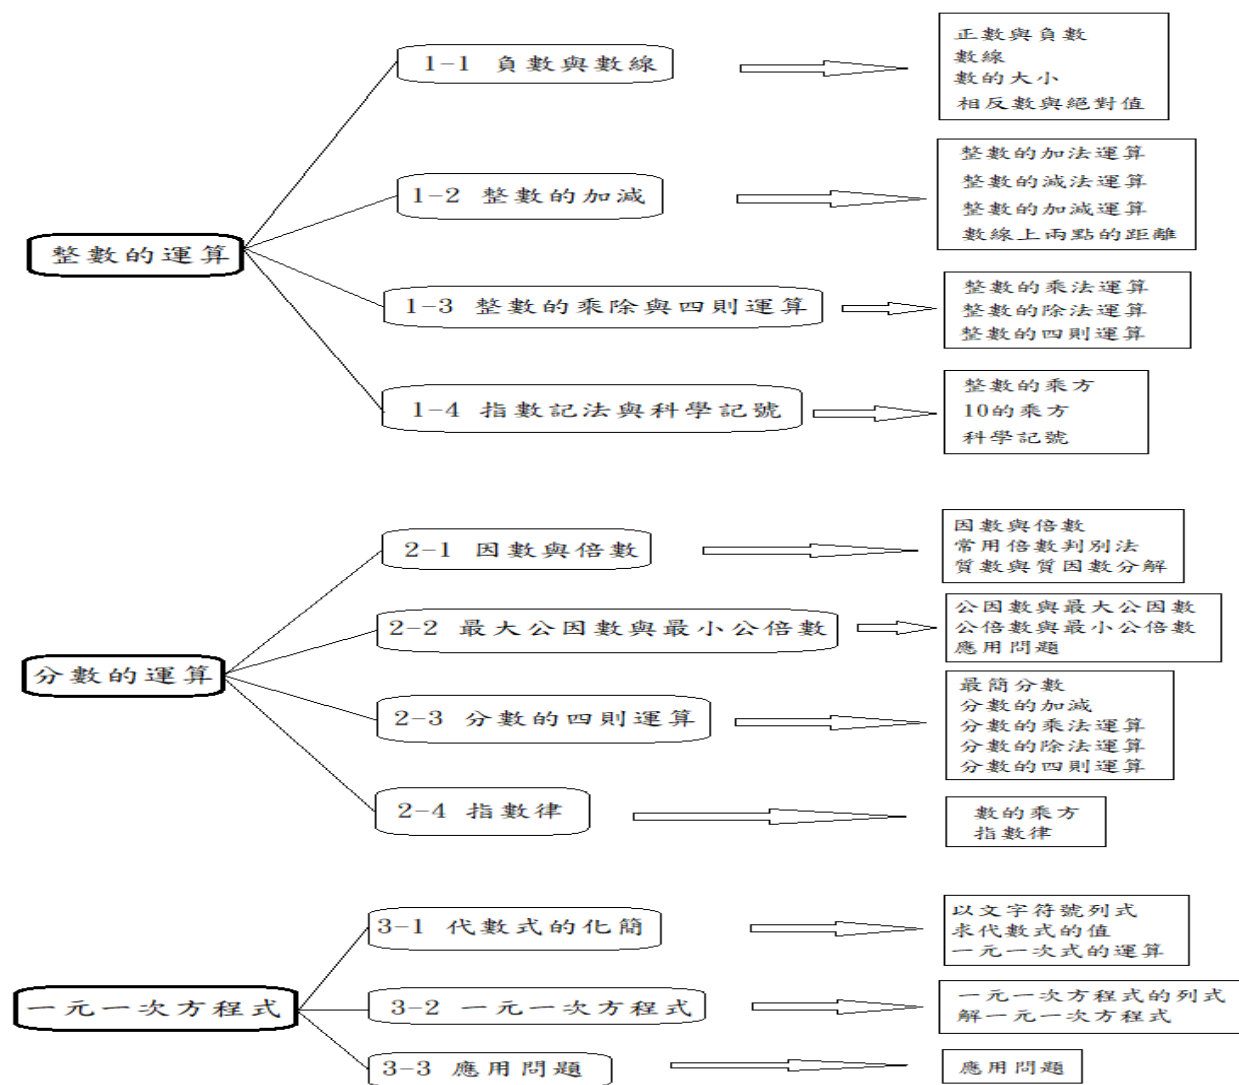 整數的運算
1-1 負數與數線
正數與負數
數線
數的大小
相反數與絕對值
1-2 整數的加減
整數的加法運算
整數的減法運算
整數的加減運算
數線上兩點的距離
1-3 整數的乘除與四則運算
整數的乘法運算
整數的除法運算
整數的四則運算
1-4 指數記法與科學記號
整數的乘方
10的乘方
科學記號
分數的運算
2-1 因數與倍數
因數與倍數
常用倍數判別法
質數與質因數分解
2-2 最大公因數與最小公倍數
公因數與最大公因數
公倍數與最小公倍數
應用問題
2-3 分數的四則運算
最簡分數
分數的加減
分數的乘法運算
分數的除法運算
分數的四則運算
2-4 指數律
數的乘方
指數律
一元一次方程式
3-1 代數式的化簡
以文字符號列式
求代數式的值
一元一次式的運算
3-2 一元一次方程式
一元一次方程式的列式
解一元一次方程式
3-3 應用問題
應用問題